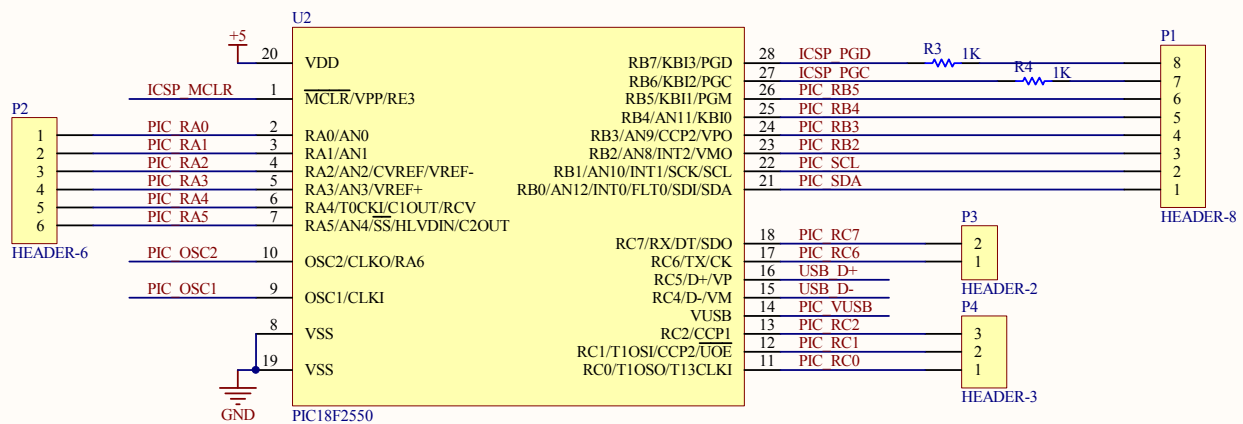 U2
+5
20 VDD RB7/KBI3/PGD 28 ICSP_PGD R3 1K P1 8
RB6/KBI2/PGC 27 ICSP_PGC R4 1K 7
ICSP_MCLR 1 MCLR/VPP/RE3 RB5/KBI1/PGM 26 PIC_RB5 6
P2 RB4/AN11/KBI0 25 PIC_RB4 5
1 PIC_RA0 2 RA0/AN0 RB3/AN9/CCP2/VPO 24 PIC_RB3 4
2 PIC_RA1 3 RA1/AN1 RB2/AN8/INT2/VMO 23 PIC_RB2 3
3 PIC_RA2 4 RA2/AN2/CVREF/VREF- RB1/AN10/INT1/SCK/SCL 22 PIC_SCL 2
4 PIC_RA3 5 RA3/AN3/VREF+ RB0/AN12/INT0/FLT0/SDI/SDA 21 PIC_SDA 1
5 PIC_RA4 6 RA4/T0CKI/C1OUT/RCV HEADER-8
6 PIC_RA5 7 RA5/AN4/SS/HLVDIN/C2OUT P3
HEADER-6 RC7/RX/DT/SDO 18 PIC_RC7 2
PIC_OSC2 10 OSC2/CLKO/RA6 RC6/TX/CK 17 PIC_RC6 1
RC5/D+/VP 16 USB_D+ HEADER-2
PIC_OSC1 9 OSC1/CLKI RC4/D-/VM 15 USB_D-
VUSB 14 PIC_VUSB P4
8 VSS RC2/CCP1 13 PIC_RC2 3
RC1/T1OSI/CCP2/UOE 12 PIC_RC1 2
19 VSS RC0/T1OSO/T13CLKI 11 PIC_RC0 1
HEADER-3
GND PIC18F2550